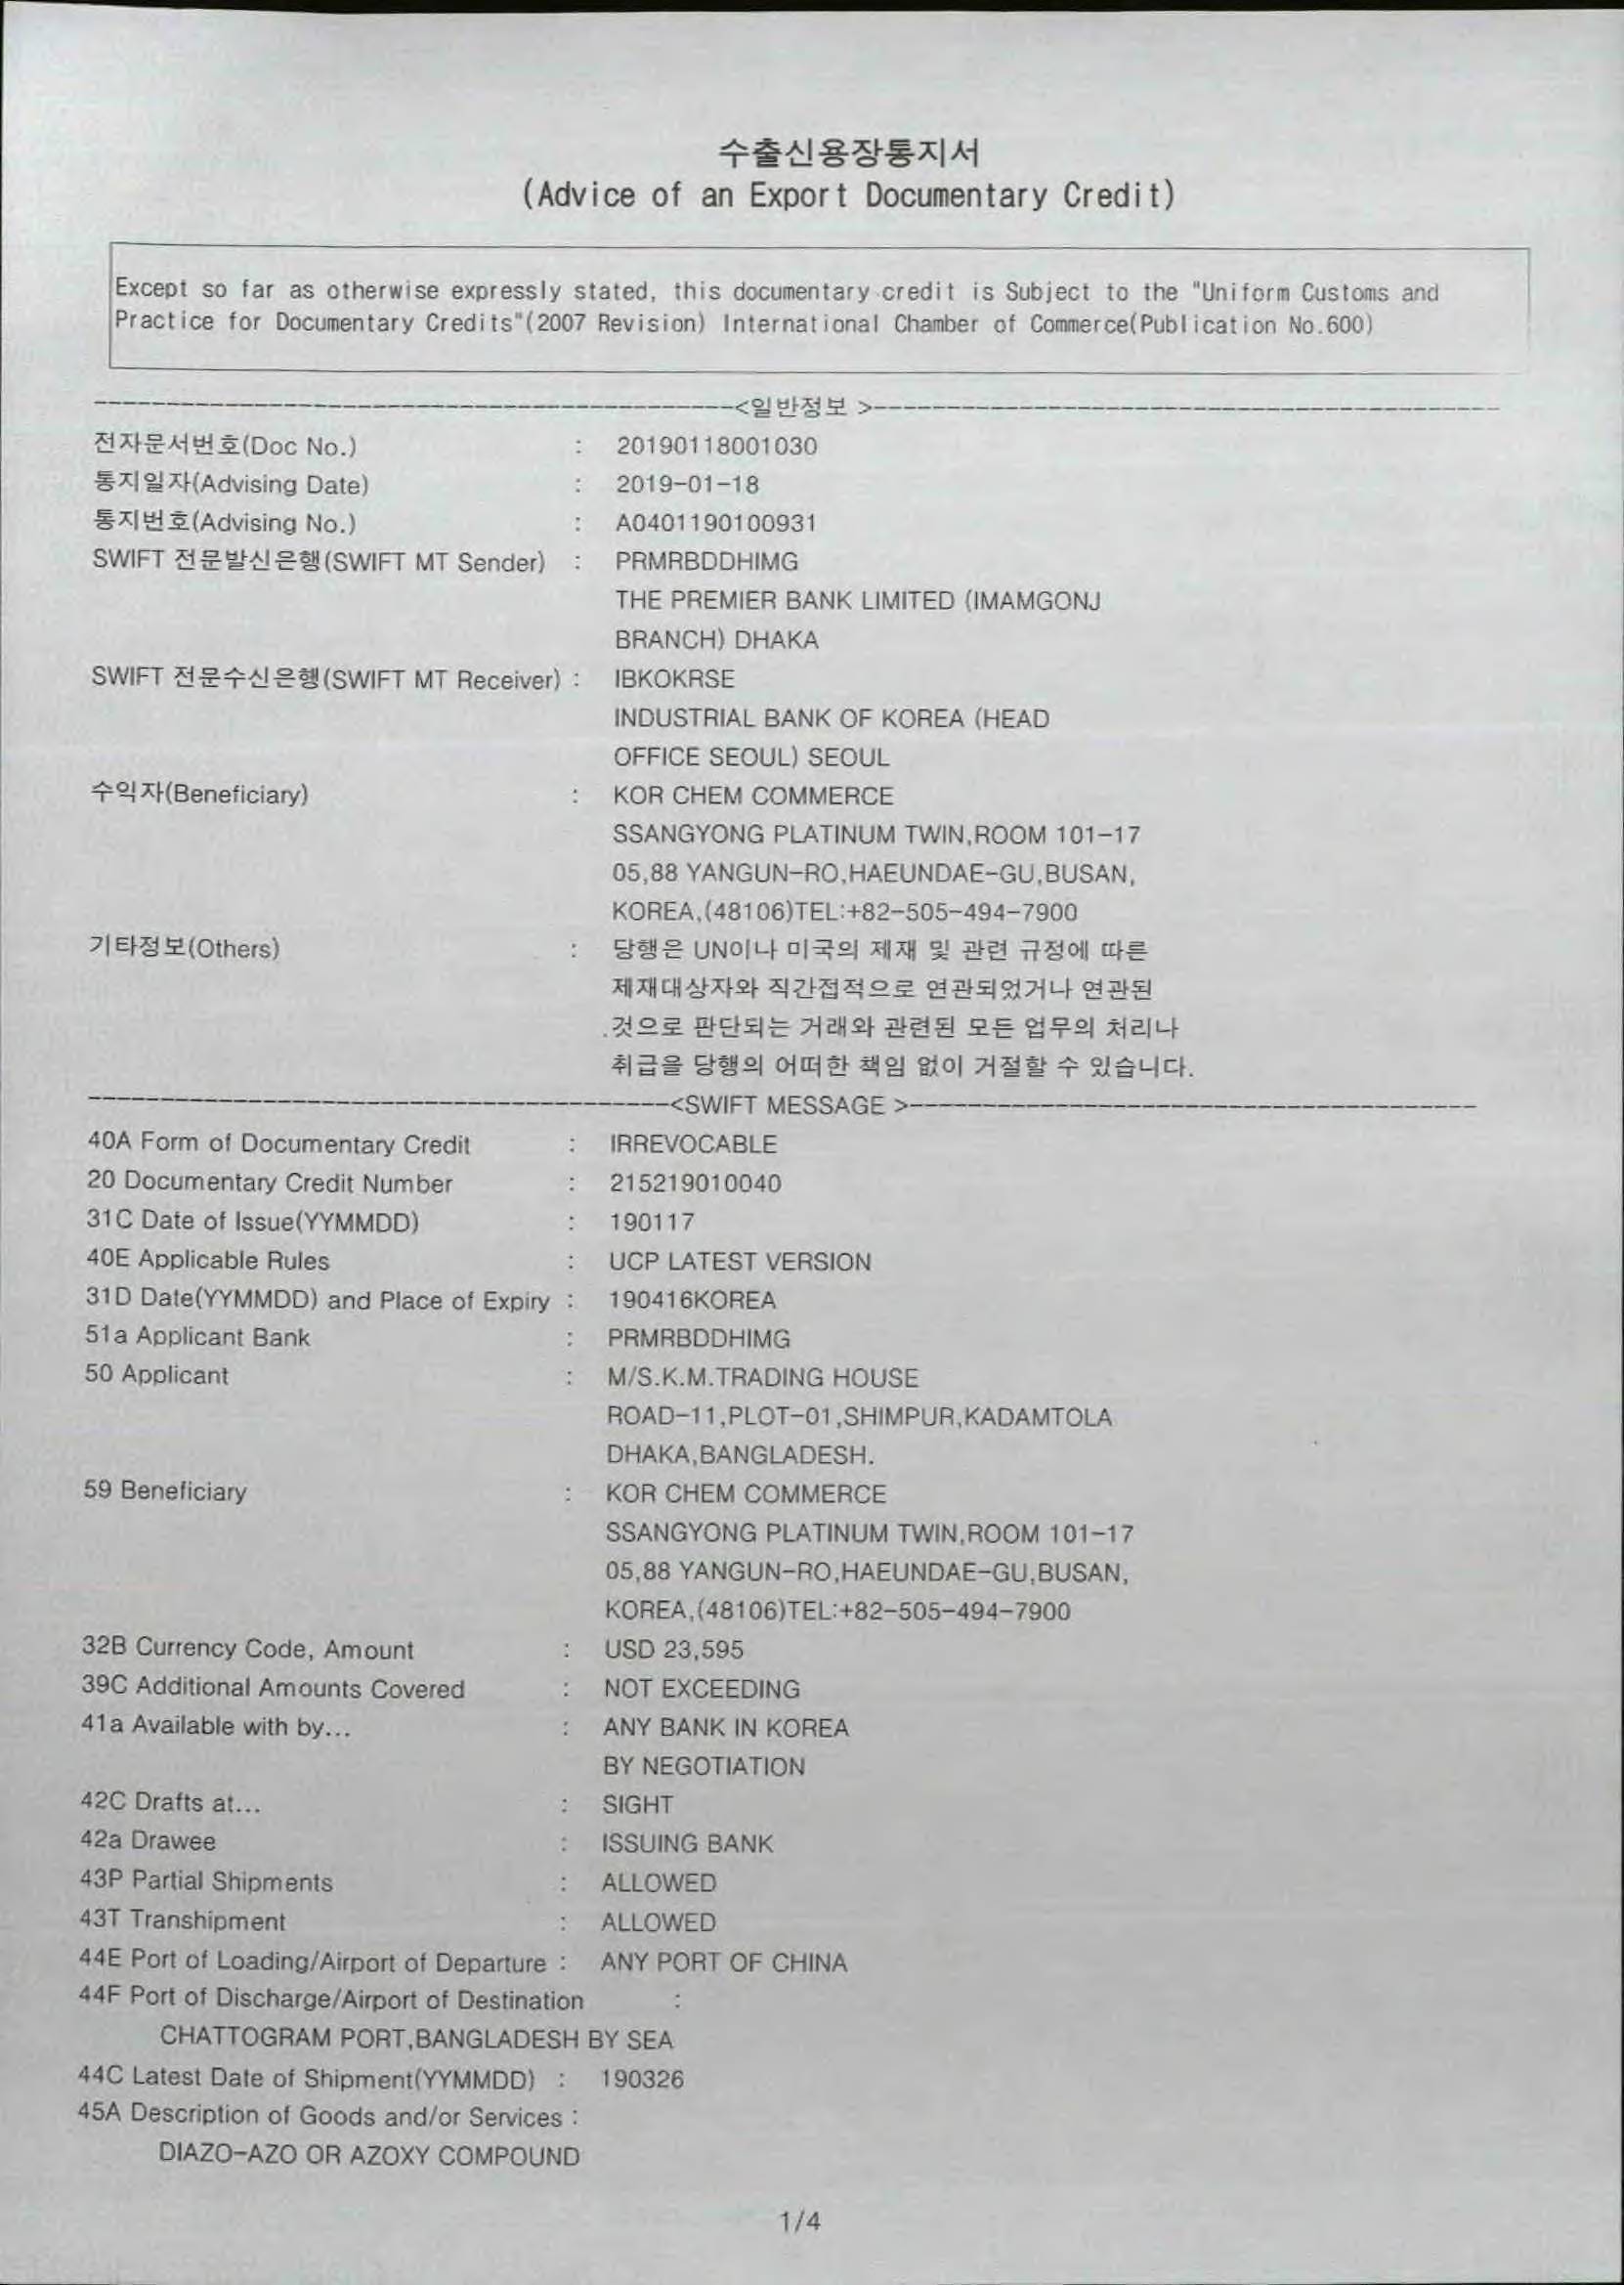 수출신용장통지서
(Advice of an Export Documentary Credit)
Except so far as otherwise expressly stated, this documentary credit is Subject to the "Uniform Customs and
Practice for Documentary Credits"(2007 Revision) International Chamber of Commerce(Publication No.600)
--------------------------------------------<일반정보 >--------------------------------------------
전자문서번호(Doc No.) : 20190118001030
통지일자(Advising Date) : 2019-01-18
통지번호(Advising No.) : A0401190100931
SWIFT 전문발신은행(SWIFT MT Sender) : PRMRBDDHIMG
THE PREMIER BANK LIMITED (IMAMGONJ
BRANCH) DHAKA
SWIFT 전문수신은행(SWIFT MT Receiver) : IBKOKRSE
INDUSTRIAL BANK OF KOREA (HEAD
OFFICE SEOUL) SEOUL
수익자(Beneficiary) : KOR CHEM COMMERCE
SSANGYONG PLATINUM TWIN,ROOM 101-17
05,88 YANGUN-RO,HAEUNDAE-GU,BUSAN,
KOREA,(48106)TEL:+82-505-494-7900
기타정보(Others) : 당행은 UN이나 미국의 제재 및 관련 규정에 따른
제재대상자와 직간접적으로 연관되었거나 연관된
것으로 판단되는 거래와 관련된 모든 업무의 처리나
취급을 당행의 어떠한 책임 없이 거절할 수 있습니다.
----------------------------------------<SWIFT MESSAGE >----------------------------------------
40A Form of Documentary Credit : IRREVOCABLE
20 Documentary Credit Number : 215219010040
31C Date of Issue(YYMMDD) : 190117
40E Applicable Rules : UCP LATEST VERSION
31D Date(YYMMDD) and Place of Expiry : 190416KOREA
51a Applicant Bank : PRMRBDDHIMG
50 Applicant : M/S.K.M.TRADING HOUSE
ROAD-11,PLOT-01,SHIMPUR,KADAMTOLA
DHAKA,BANGLADESH.
59 Beneficiary : KOR CHEM COMMERCE
SSANGYONG PLATINUM TWIN,ROOM 101-17
05,88 YANGUN-RO,HAEUNDAE-GU,BUSAN,
KOREA,(48106)TEL:+82-505-494-7900
32B Currency Code, Amount : USD 23,595
39C Additional Amounts Covered : NOT EXCEEDING
41a Available with by... : ANY BANK IN KOREA
BY NEGOTIATION
42C Drafts at... : SIGHT
42a Drawee : ISSUING BANK
43P Partial Shipments : ALLOWED
43T Transhipment : ALLOWED
44E Port of Loading/Airport of Departure : ANY PORT OF CHINA
44F Port of Discharge/Airport of Destination :
CHATTOGRAM PORT,BANGLADESH BY SEA
44C Latest Date of Shipment(YYMMDD) : 190326
45A Description of Goods and/or Services :
DIAZO-AZO OR AZOXY COMPOUND
1/4